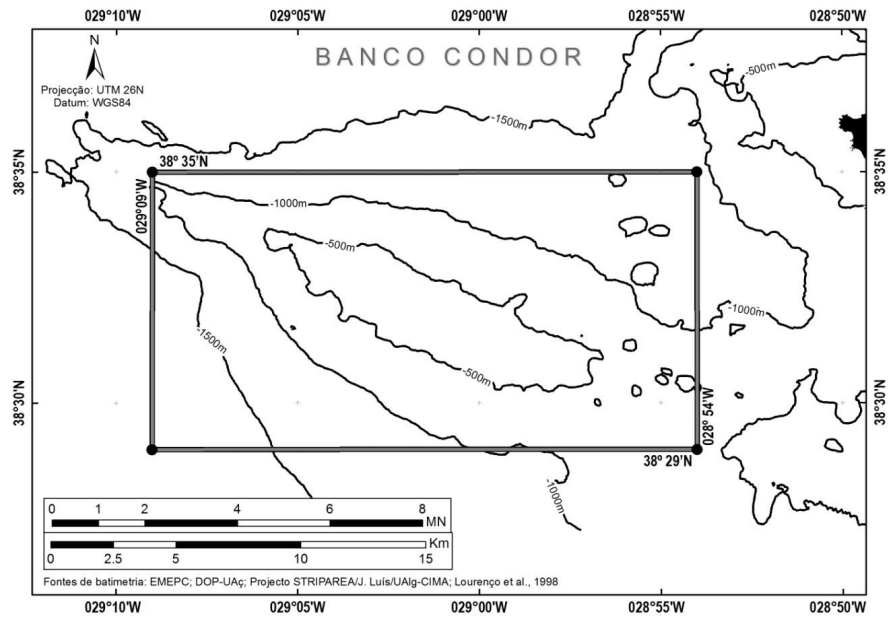 029°10'W 029°05'W 029°00'W 028°55'W 028°50'W
BANCO CONDOR
N
Projecção: UTM 26N
Datum: WGS84
-500m
-1500m
38° 35'N
38°35'N
38°35'N
029° 09'W
-1000m
-500m
-1000m
-1500m
-500m
38°30'N
38°30'N
028° 54'W
38° 29'N
-1000m
0 1 2 4 6 8
MN
Km
0 2.5 5 10 15
Fontes de batimetria: EMEPC; DOP-UAç; Projecto STRIPAREA/J. Luís/UAlg-CIMA; Lourenço et al., 1998
029°10'W 029°05'W 029°00'W 028°55'W 028°50'W